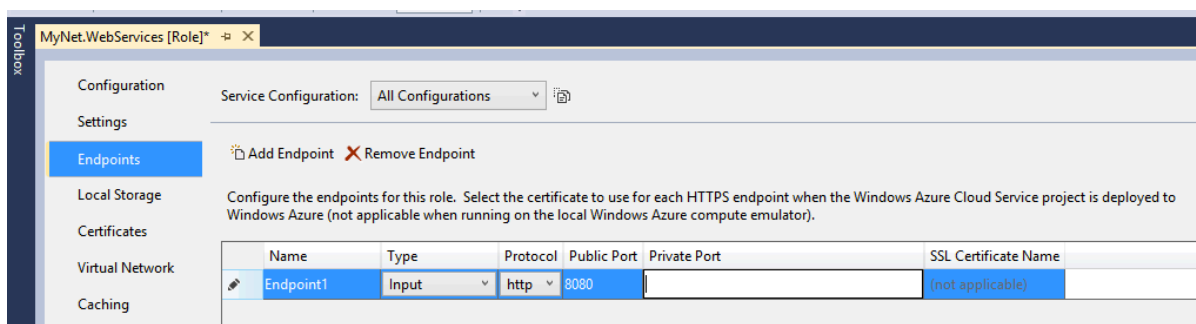 Toolbox
MyNet.WebServices [Role]*
Configuration
Service Configuration: All Configurations
Settings
Endpoints
Add Endpoint Remove Endpoint
Local Storage
Configure the endpoints for this role. Select the certificate to use for each HTTPS endpoint when the Windows Azure Cloud Service project is deployed to
Windows Azure (not applicable when running on the local Windows Azure compute emulator).
Certificates
Virtual Network
Caching
Name Type Protocol Public Port Private Port SSL Certificate Name
Endpoint1 Input http 8080 (not applicable)